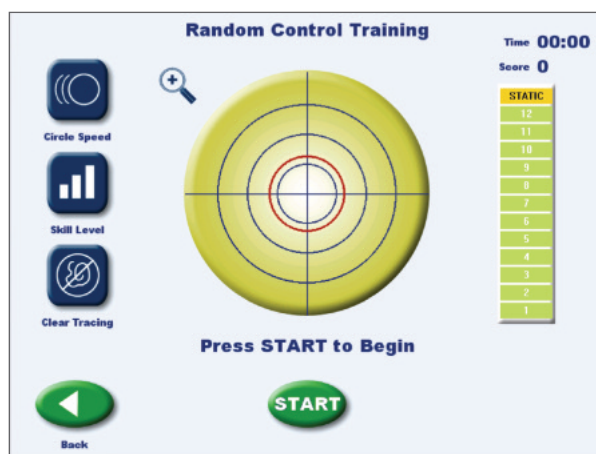 Random Control Training
Time 00:00
Score 0
Circle Speed
Skill Level
Clear Tracing
STATIC
12
11
10
9
8
7
6
5
4
3
2
1
Press START to Begin
START
Back